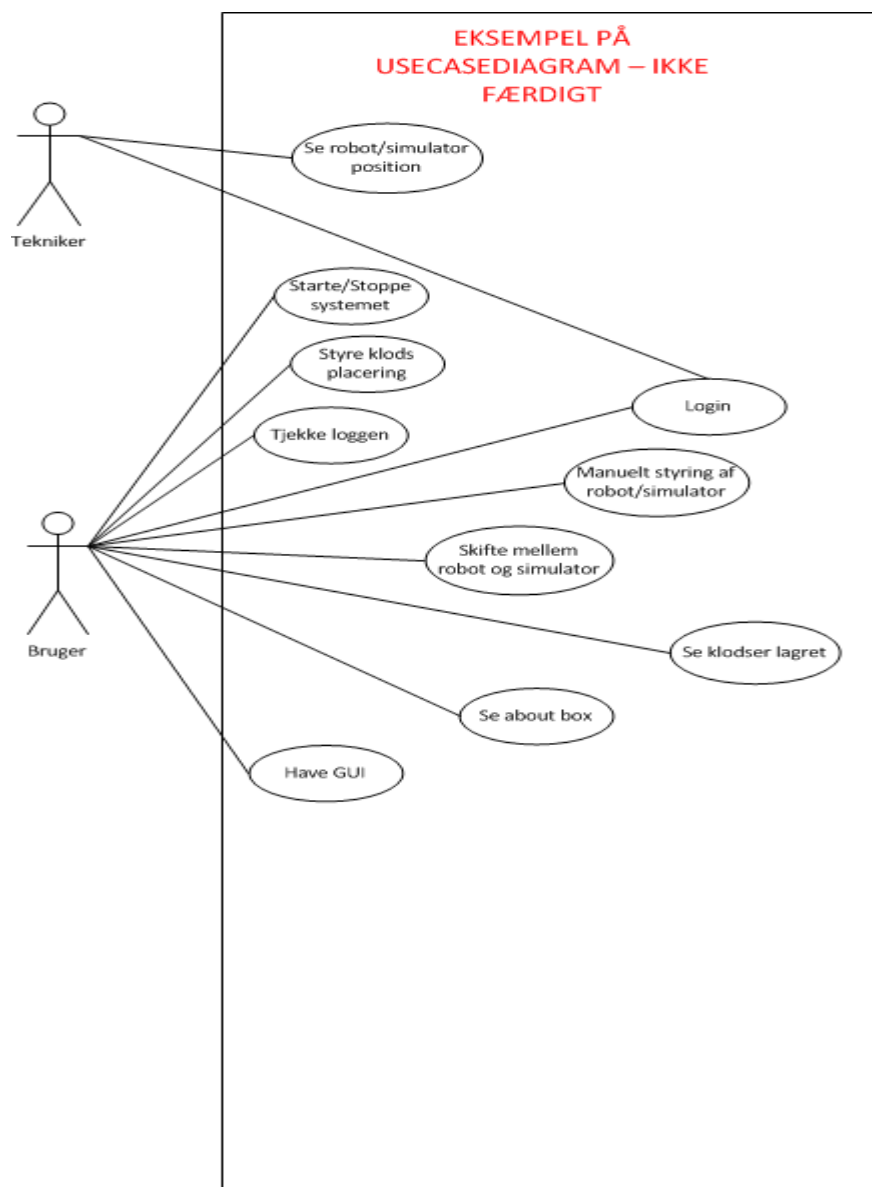 EKSEMPEL PÅ
USECASEDIAGRAM – IKKE
FÆRDIGT
Se robot/simulator
position
Tekniker
Starte/Stoppe
systemet
Styre klods
placering
Login
Tjekke loggen
Manuelt styring af
robot/simulator
Skifte mellem
robot og simulator
Bruger
Se klodser lagret
Se about box
Have GUI